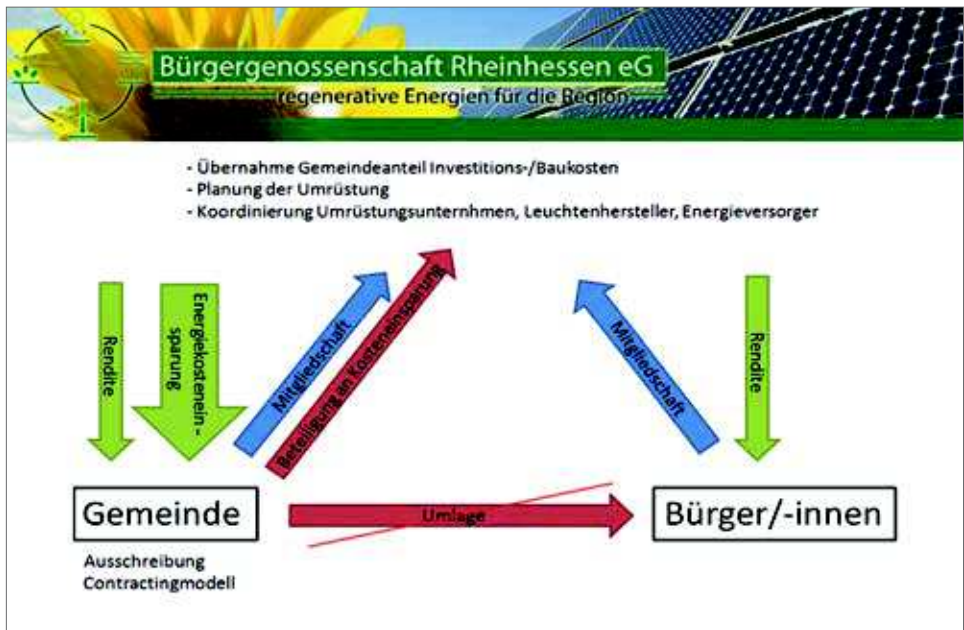 Bürgergenossenschaft Rheinhessen eG
regenerative Energien für die Region
- Übernahme Gemeindeanteil Investitions-/Baukosten
- Planung der Umrüstung
- Koordinierung Umrüstungsunternhmen, Leuchtenhersteller, Energieversorger
Rendite
Energiekostenein -
sparung
Mitgliedschaft
Beteiligung an Kosteneinsparung
Mitgliedschaft
Rendite
Gemeinde
Umlage
Bürger/-innen
Ausschreibung
Contractingmodell